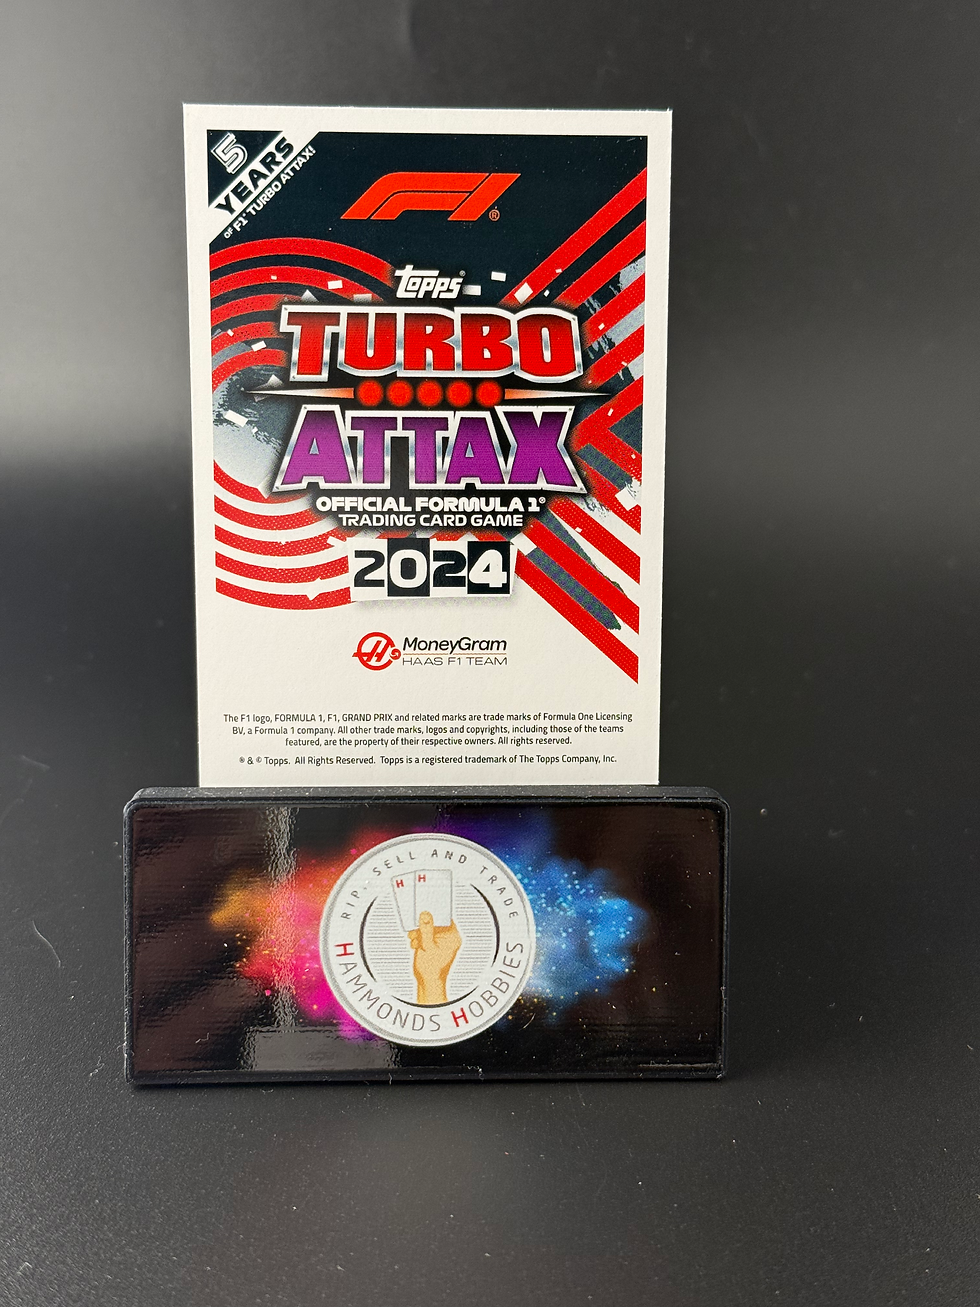 5
YEARS
OF F1® TURBO ATTAX!
F1®
Topps®
TURBO
ATTAX
OFFICIAL FORMULA 1®
TRADING CARD GAME
2024
MoneyGram
HAAS F1 TEAM
The F1 logo, FORMULA 1, F1, GRAND PRIX and related marks are trade marks of Formula One Licensing
BV, a Formula 1 company. All other trade marks, logos and copyrights, including those of the teams
featured, are the property of their respective owners. All rights reserved.
® & © Topps. All Rights Reserved. Topps is a registered trademark of The Topps Company, Inc.
RIP, SELL AND TRADE
H H
HAMMONDS HOBBIES